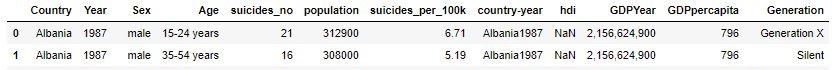 Country Year Sex Age suicides_no population suicides_per_100k country-year hdi GDPYear GDPpercapita Generation
0 Albania 1987 male 15-24 years 21 312900 6.71 Albania1987 NaN 2,156,624,900 796 Generation X
1 Albania 1987 male 35-54 years 16 308000 5.19 Albania1987 NaN 2,156,624,900 796 Silent